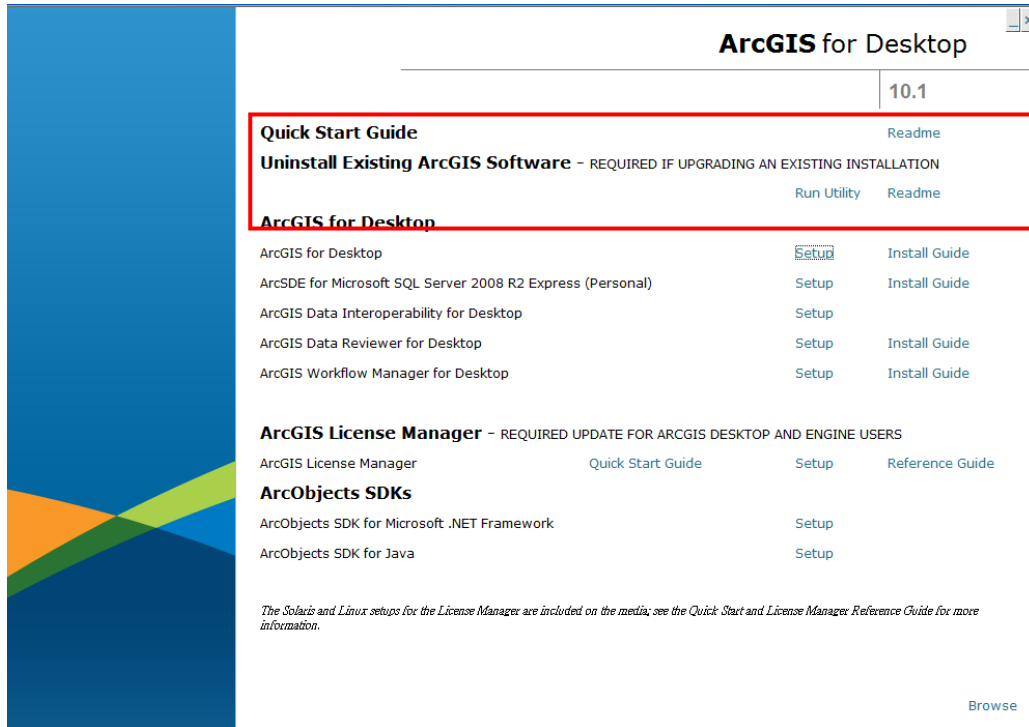 ArcGIS for Desktop
10.1
Quick Start Guide Readme
Uninstall Existing ArcGIS Software – REQUIRED IF UPGRADING AN EXISTING INSTALLATION
Run Utility Readme
ArcGIS for Desktop
ArcGIS for Desktop Setup Install Guide
ArcSDE for Microsoft SQL Server 2008 R2 Express (Personal) Setup Install Guide
ArcGIS Data Interoperability for Desktop Setup
ArcGIS Data Reviewer for Desktop Setup Install Guide
ArcGIS Workflow Manager for Desktop Setup Install Guide
ArcGIS License Manager – REQUIRED UPDATE FOR ARCGIS DESKTOP AND ENGINE USERS
ArcGIS License Manager Quick Start Guide Setup Reference Guide
ArcObjects SDKs
ArcObjects SDK for Microsoft .NET Framework Setup
ArcObjects SDK for Java Setup
The Solaris and Linux setups for the License Manager are included on the media; see the Quick Start and License Manager Reference Guide for more
information.
Browse